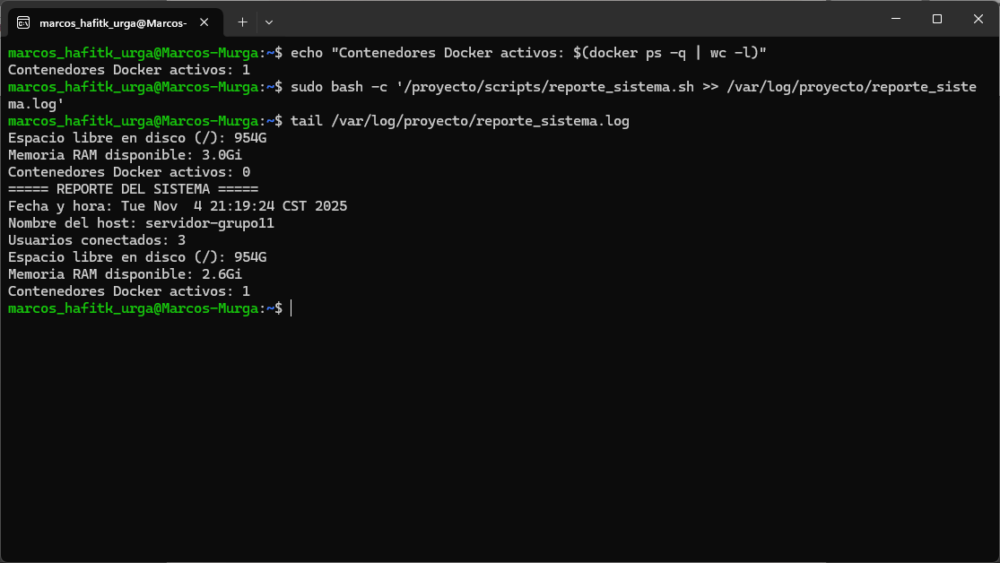 marcos_hafitk_urga@Marcos-
marcos_hafitk_urga@Marcos-Murga:~$ echo "Contenedores Docker activos: $(docker ps -q | wc -l)"
Contenedores Docker activos: 1
marcos_hafitk_urga@Marcos-Murga:~$ sudo bash -c '/proyecto/scripts/reporte_sistema.sh >> /var/log/proyecto/reporte_siste
ma.log'
marcos_hafitk_urga@Marcos-Murga:~$ tail /var/log/proyecto/reporte_sistema.log
Espacio libre en disco (/): 954G
Memoria RAM disponible: 3.0Gi
Contenedores Docker activos: 0
===== REPORTE DEL SISTEMA =====
Fecha y hora: Tue Nov  4 21:19:24 CST 2025
Nombre del host: servidor-grupo11
Usuarios conectados: 3
Espacio libre en disco (/): 954G
Memoria RAM disponible: 2.6Gi
Contenedores Docker activos: 1
marcos_hafitk_urga@Marcos-Murga:~$